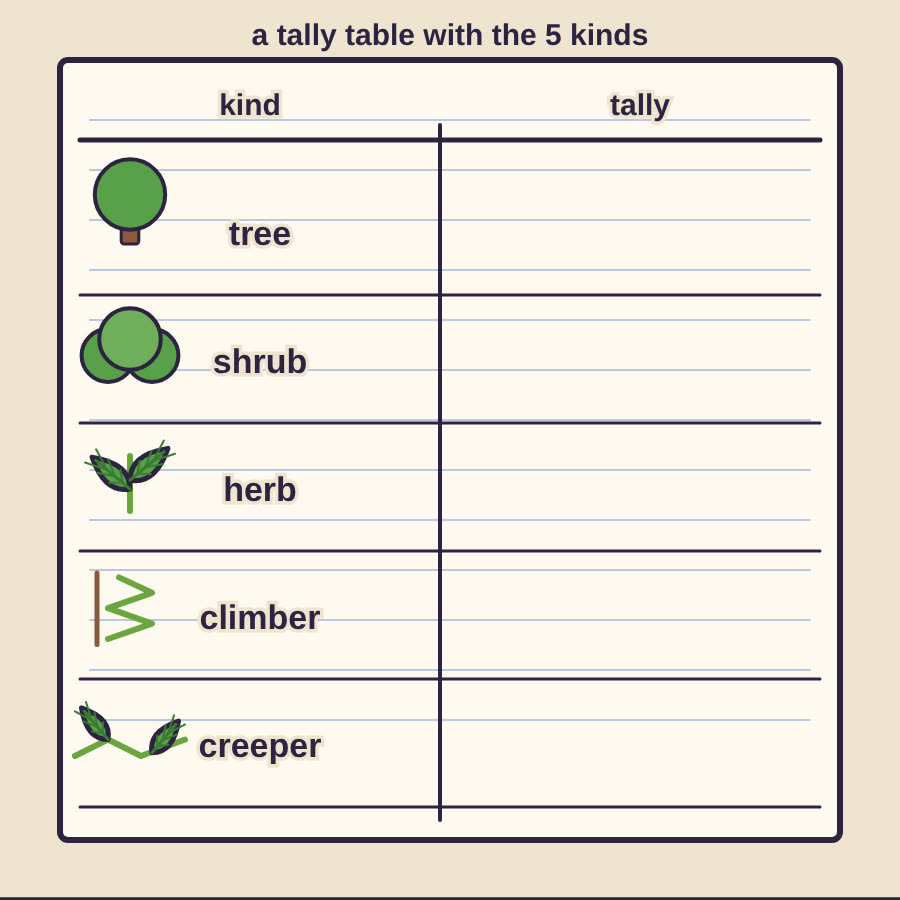 a tally table with the 5 kinds
kind tally
tree
shrub
herb
climber
creeper